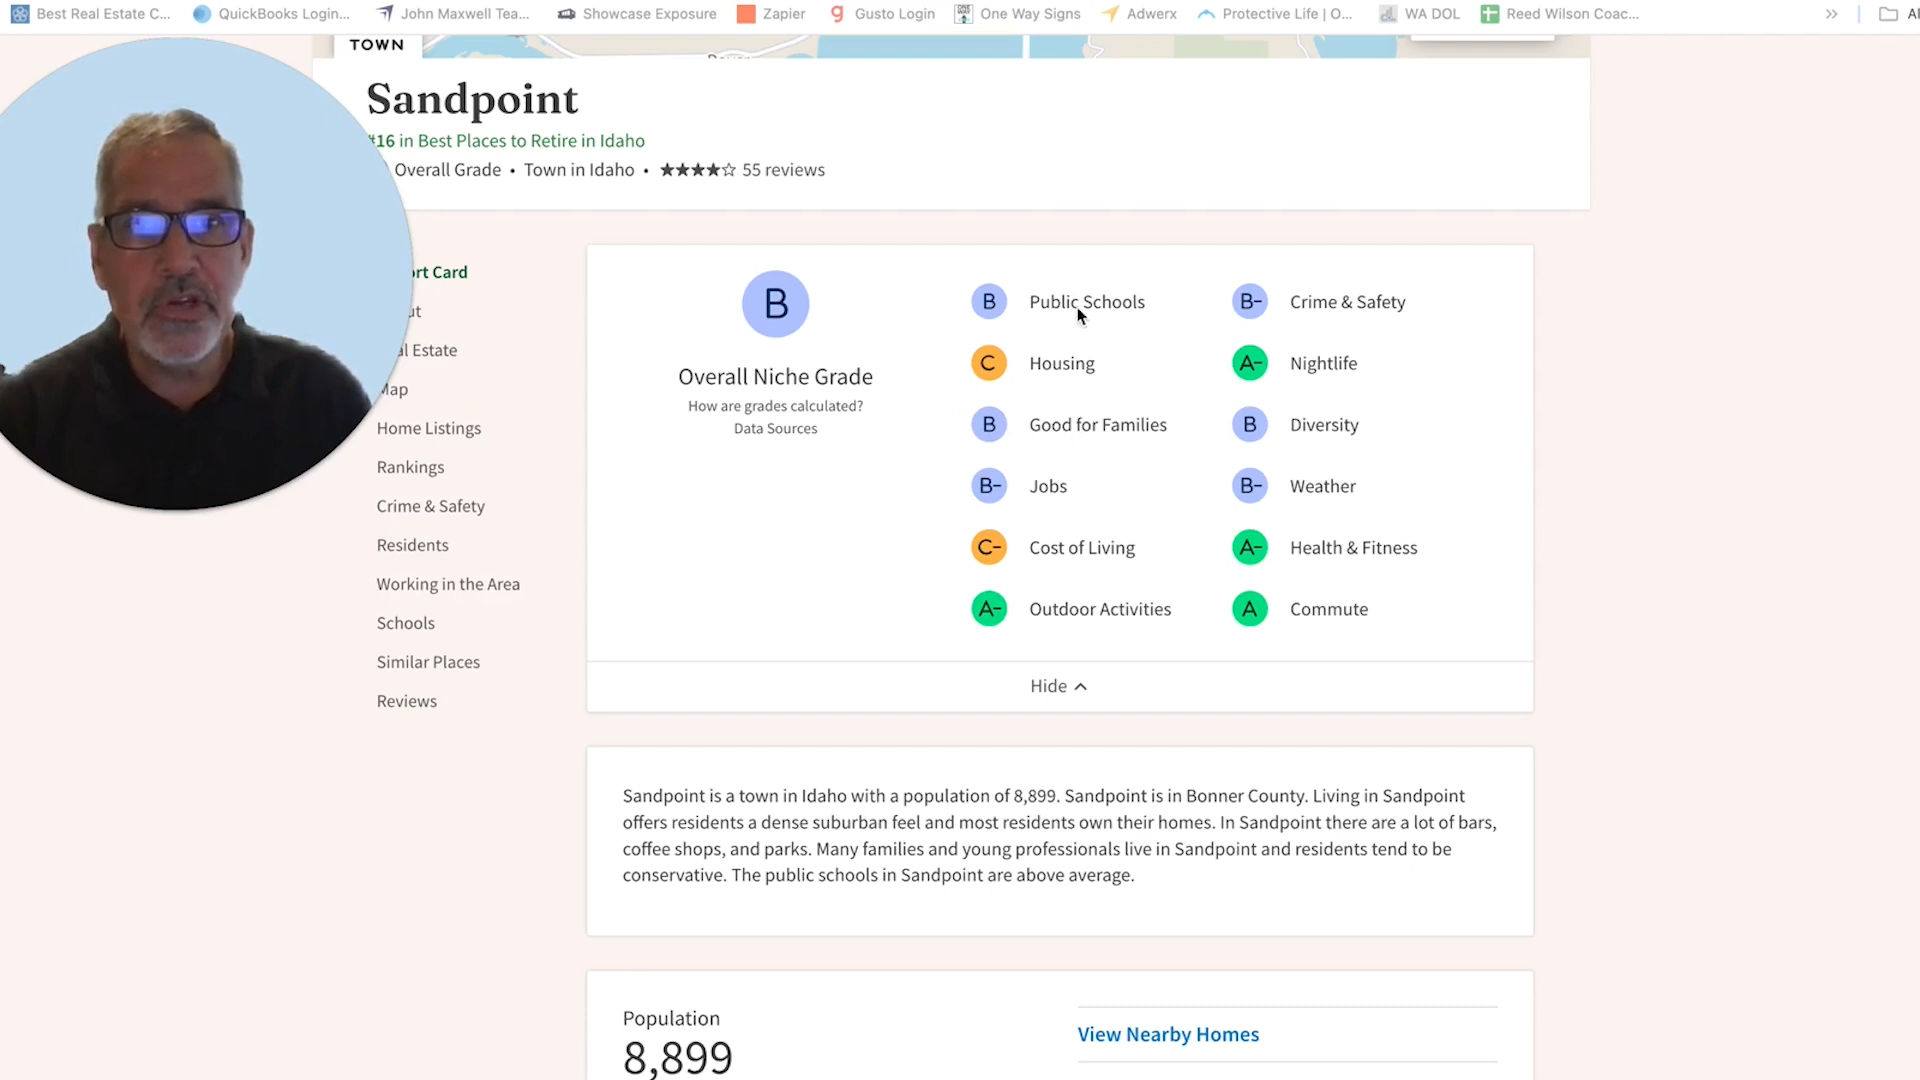 Best Real Estate C... QuickBooks Login... John Maxwell Tea... Showcase Exposure Zapier Gusto Login One Way Signs Adwerx Protective Life | O... WA DOL Reed Wilson Coac... »
TOWN
Sandpoint
#16 in Best Places to Retire in Idaho
Overall Grade • Town in Idaho • ★★★★☆ 55 reviews
ort Card
ut
al Estate
Map
Home Listings
Rankings
Crime & Safety
Residents
Working in the Area
Schools
Similar Places
Reviews
B
Overall Niche Grade
How are grades calculated?
Data Sources
B Public Schools B- Crime & Safety
C Housing A- Nightlife
B Good for Families B Diversity
B- Jobs B- Weather
C- Cost of Living A- Health & Fitness
A- Outdoor Activities A Commute
Hide
Sandpoint is a town in Idaho with a population of 8,899. Sandpoint is in Bonner County. Living in Sandpoint
offers residents a dense suburban feel and most residents own their homes. In Sandpoint there are a lot of bars,
coffee shops, and parks. Many families and young professionals live in Sandpoint and residents tend to be
conservative. The public schools in Sandpoint are above average.
Population
8,899
View Nearby Homes